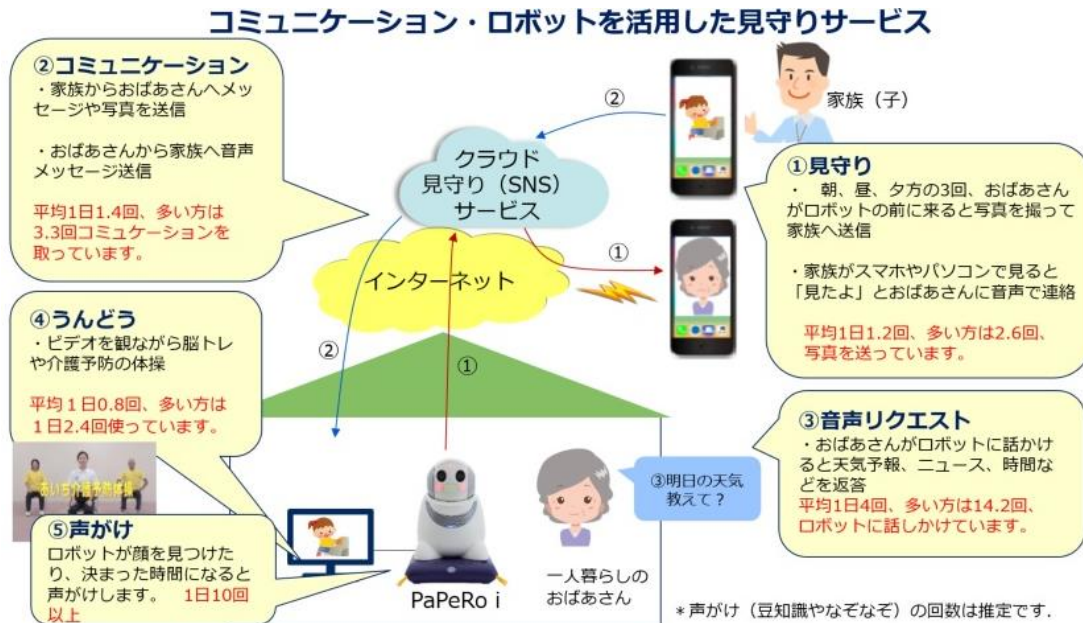 コミュニケーション・ロボットを活用した見守りサービス
②コミュニケーション
・家族からおばあさんへメッ
セージや写真を送信
・おばあさんから家族へ音声
メッセージ送信
平均1日1.4回、多い方は
3.3回コミュケーションを
取っています。
②
家族（子）
クラウド
見守り（SNS）
サービス
①
インターネット
①見守り
・　朝、昼、夕方の3回、おばあさん
がロボットの前に来ると写真を撮って
家族へ送信
・家族がスマホやパソコンで見ると
「見たよ」とおばあさんに音声で連絡
平均1日1.2回、多い方は2.6回、
写真を送っています。
④うんどう
・ビデオを観ながら脳トレ
や介護予防の体操
平均１日0.8回、多い方は
１日2.4回使っています。
あいち介護予防体操
②
①
③音声リクエスト
・おばあさんがロボットに話かけ
ると天気予報、ニュース、時間な
どを返答
平均1日4回、多い方は14.2回、
ロボットに話しかけています。
③明日の天気
教えて？
⑤声がけ
ロボットが顔を見つけた
り、決まった時間になると
声がけします。　1日10回
以上
PaPeRo i
一人暮らしの
おばあさん
＊声がけ（豆知識やなぞなぞ）の回数は推定です.